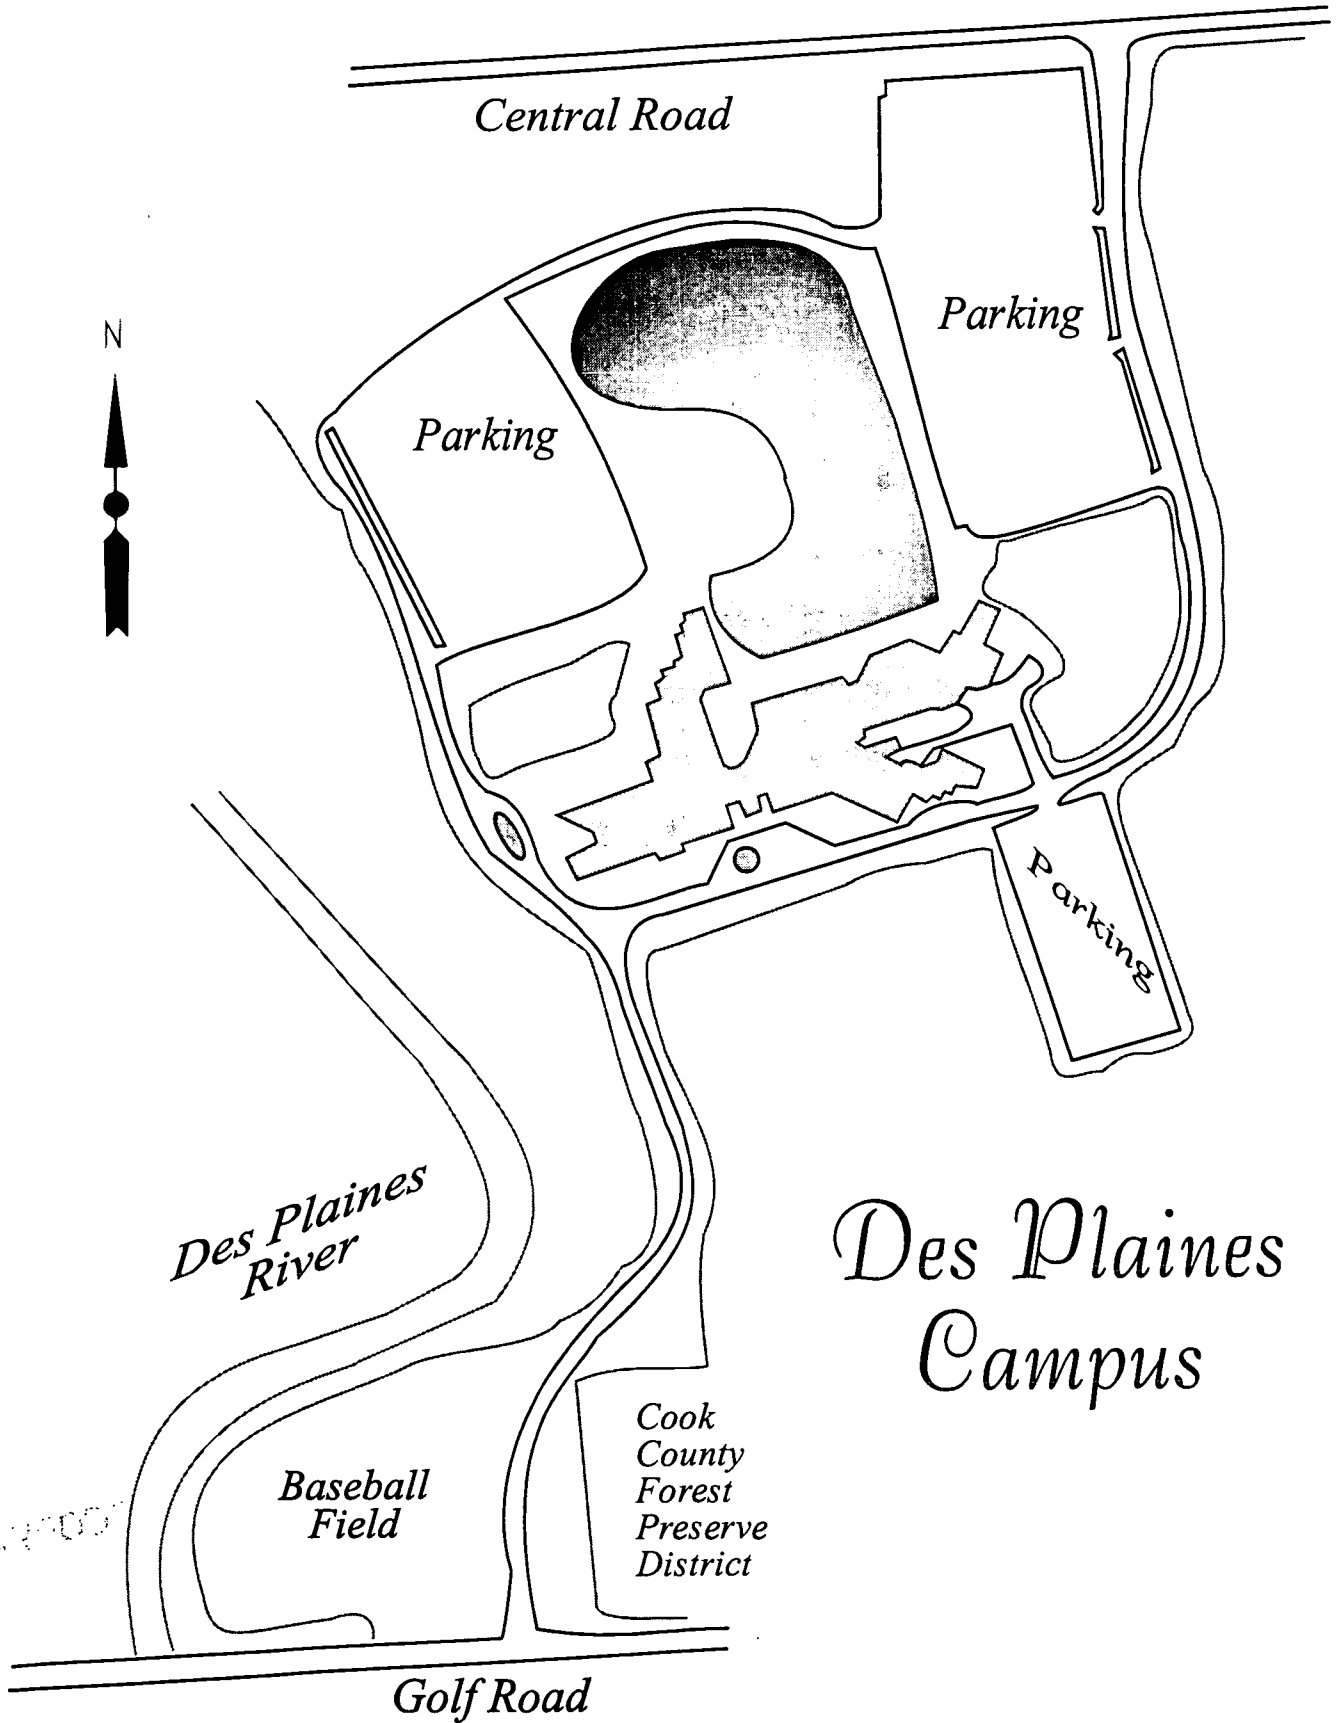 Central Road
N
Parking
Parking
Parking
Des Plaines
River
Des Plaines
Campus
Cook
County
Forest
Preserve
District
Baseball
Field
Golf Road